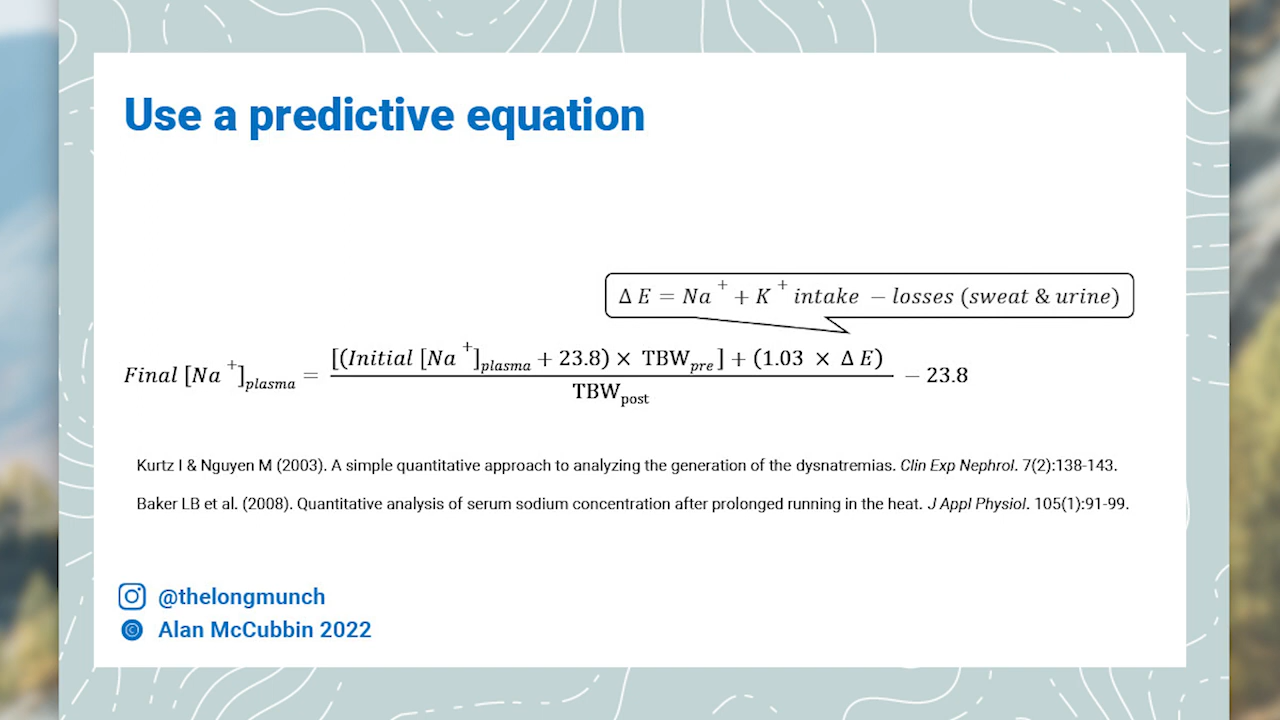 Use a predictive equation
Δ E = Na⁺ + K⁺ intake − losses (sweat & urine)
Final [Na⁺]plasma = [(Initial [Na⁺]plasma + 23.8) × TBWpre] + (1.03 × Δ E) / TBWpost − 23.8
Kurtz I & Nguyen M (2003). A simple quantitative approach to analyzing the generation of the dysnatremias. Clin Exp Nephrol. 7(2):138-143.
Baker LB et al. (2008). Quantitative analysis of serum sodium concentration after prolonged running in the heat. J Appl Physiol. 105(1):91-99.
@thelongmunch
© Alan McCubbin 2022